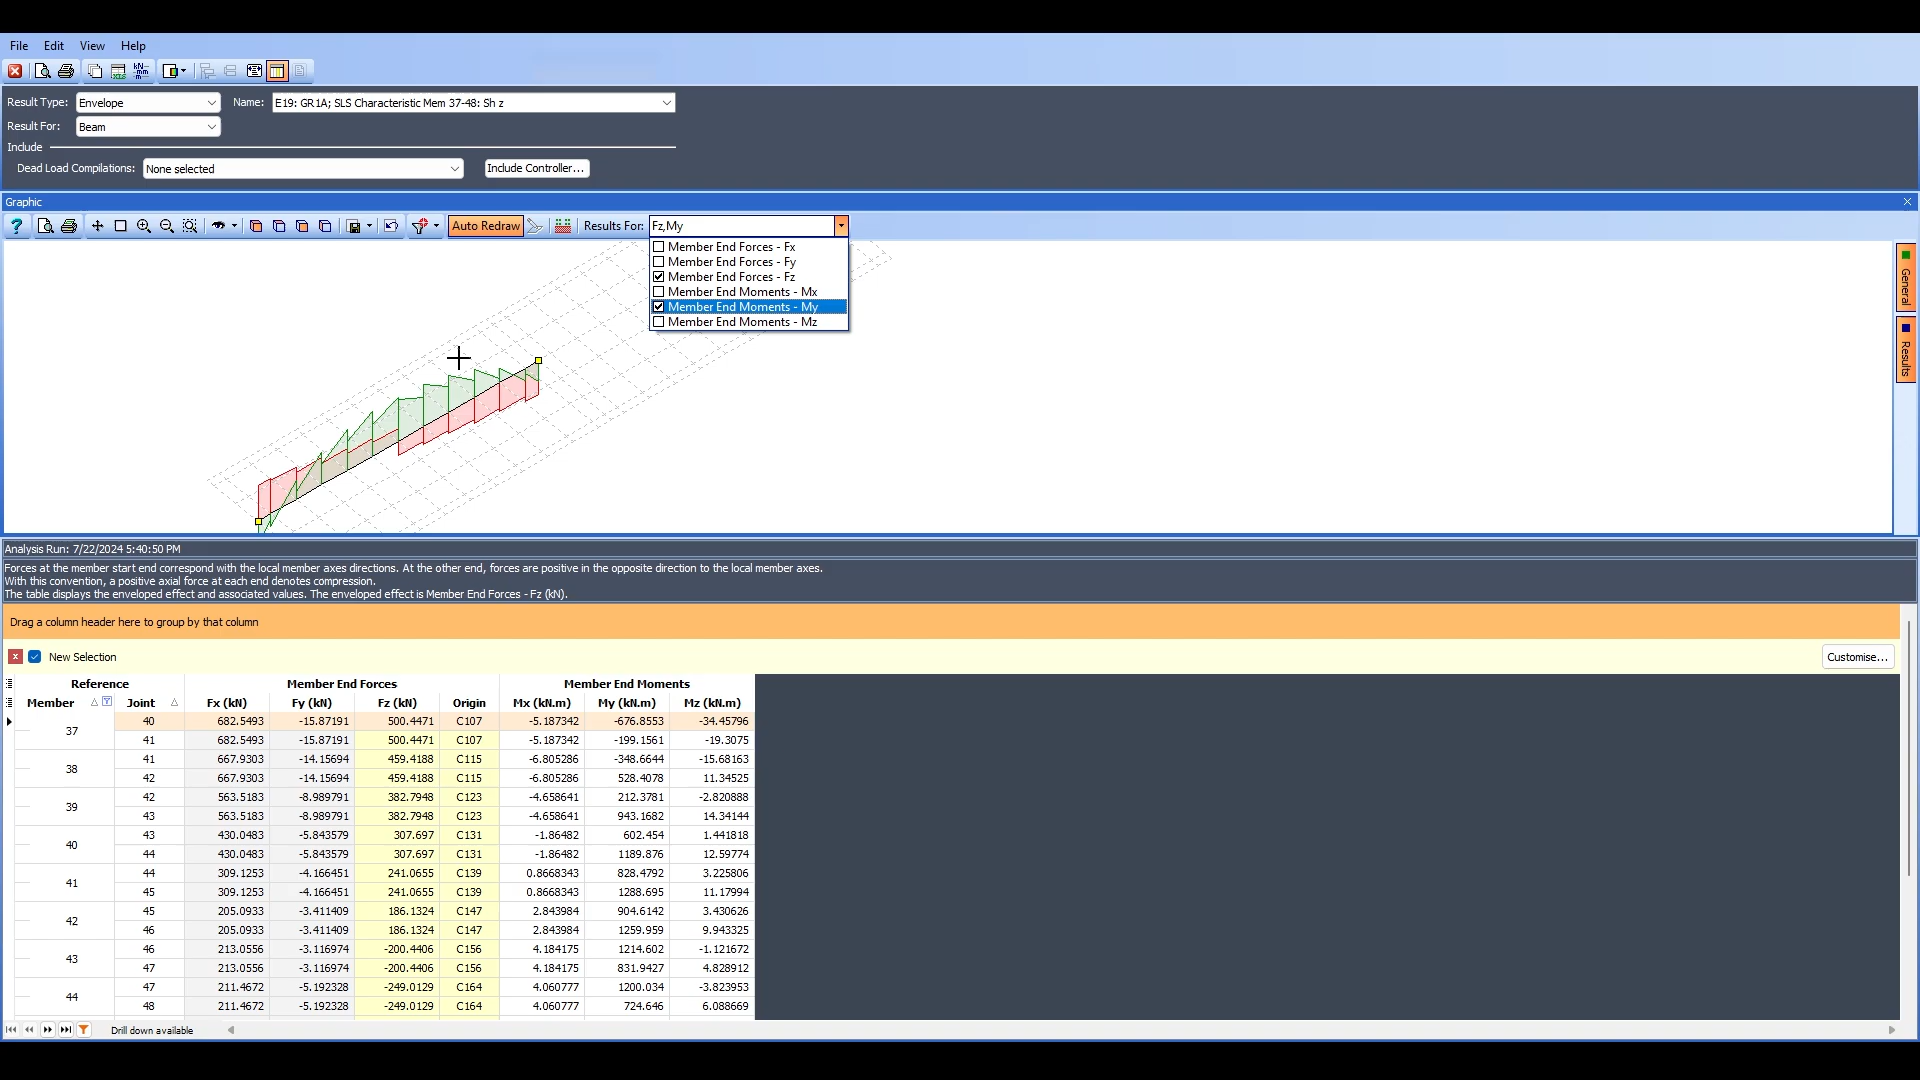 File Edit View Help
Result Type: Envelope Name: E19: GR1A; SLS Characteristic Mem 37-48: Sh z
Result For: Beam
Include
Dead Load Compilations: None selected Include Controller...
Graphic
Auto Redraw Results For: Fz,My
Member End Forces - Fx
Member End Forces - Fy
Member End Forces - Fz
Member End Moments - Mx
Member End Moments - My
Member End Moments - Mz
General
Results
Analysis Run: 7/22/2024 5:40:50 PM
Forces at the member start end correspond with the local member axes directions. At the other end, forces are positive in the opposite direction to the local member axes.
With this convention, a positive axial force at each end denotes compression.
The table displays the enveloped effect and associated values. The enveloped effect is Member End Forces - Fz (kN).
Drag a column header here to group by that column
New Selection Customise...
Reference Member End Forces Member End Moments
Member Joint Fx (kN) Fy (kN) Fz (kN) Origin Mx (kN.m) My (kN.m) Mz (kN.m)
37 40 682.5493 -15.87191 500.4471 C107 -5.187342 -676.8553 -34.45796
41 682.5493 -15.87191 500.4471 C107 -5.187342 -199.1561 -19.3075
38 41 667.9303 -14.15694 459.4188 C115 -6.805286 -348.6644 -15.68163
42 667.9303 -14.15694 459.4188 C115 -6.805286 528.4078 11.34525
39 42 563.5183 -8.989791 382.7948 C123 -4.658641 212.3781 -2.820888
43 563.5183 -8.989791 382.7948 C123 -4.658641 943.1682 14.34144
40 43 430.0483 -5.843579 307.697 C131 -1.86482 602.454 1.441818
44 430.0483 -5.843579 307.697 C131 -1.86482 1189.876 12.59774
41 44 309.1253 -4.166451 241.0655 C139 0.8668343 828.4792 3.225806
45 309.1253 -4.166451 241.0655 C139 0.8668343 1288.695 11.17994
42 45 205.0933 -3.411409 186.1324 C147 2.843984 904.6142 3.430626
46 205.0933 -3.411409 186.1324 C147 2.843984 1259.959 9.943325
43 46 213.0556 -3.116974 -200.4406 C156 4.184175 1214.602 -1.121672
47 213.0556 -3.116974 -200.4406 C156 4.184175 831.9427 4.828912
44 47 211.4672 -5.192328 -249.0129 C164 4.060777 1200.034 -3.823953
48 211.4672 -5.192328 -249.0129 C164 4.060777 724.646 6.088669
Drill down available